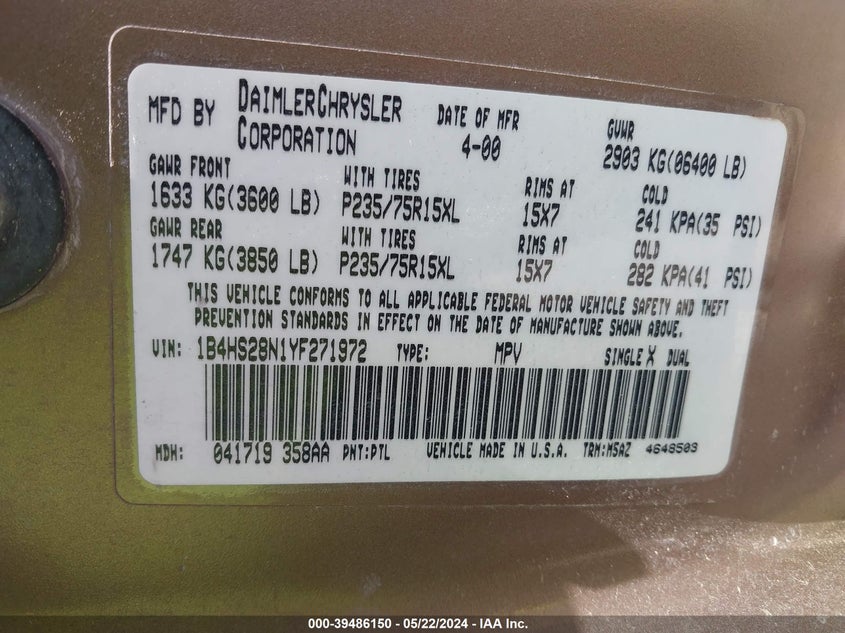 MFD BY DAIMLERCHRYSLER CORPORATION DATE OF MFR 4-00 GVWR 2903 KG(06400 LB)
GAWR FRONT WITH TIRES RIMS AT COLD
1633 KG(3600 LB) P235/75R15XL 15X7 241 KPA(35 PSI)
GAWR REAR WITH TIRES RIMS AT COLD
1747 KG(3850 LB) P235/75R15XL 15X7 282 KPA(41 PSI)
THIS VEHICLE CONFORMS TO ALL APPLICABLE FEDERAL MOTOR VEHICLE SAFETY AND THEFT
PREVENTION STANDARDS IN EFFECT ON THE DATE OF MANUFACTURE SHOWN ABOVE.
VIN: 1B4HS28N1YF271972 TYPE: MPV SINGLE X DUAL
MDH: 041719 358AA PNT:PTL VEHICLE MADE IN U.S.A. TRM:M5AZ 4648503
000-39486150 - 05/22/2024 - IAA Inc.